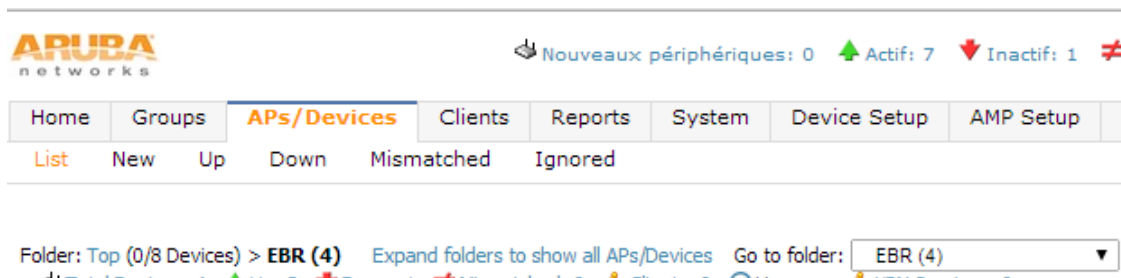 ARUBA
networks
Nouveaux périphériques: 0 Actif: 7 Inactif: 1
Home Groups APs/Devices Clients Reports System Device Setup AMP Setup
List New Up Down Mismatched Ignored
Folder: Top (0/8 Devices) > EBR (4) Expand folders to show all APs/Devices Go to folder: EBR (4)